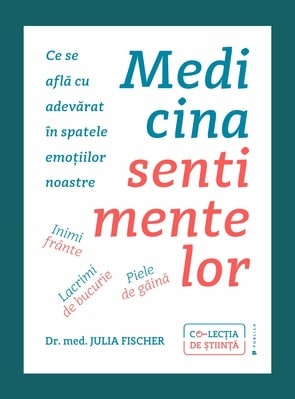 Ce se
află cu
adevărat
în spatele
emoțiilor
noastre
Medi
cina
senti
mente
lor
Inimi
frânte
Lacrimi
de bucurie
Piele
de găină
Dr. med. JULIA FISCHER
CO-LECȚIA
DE ȘTIINȚĂ
PUBLICA